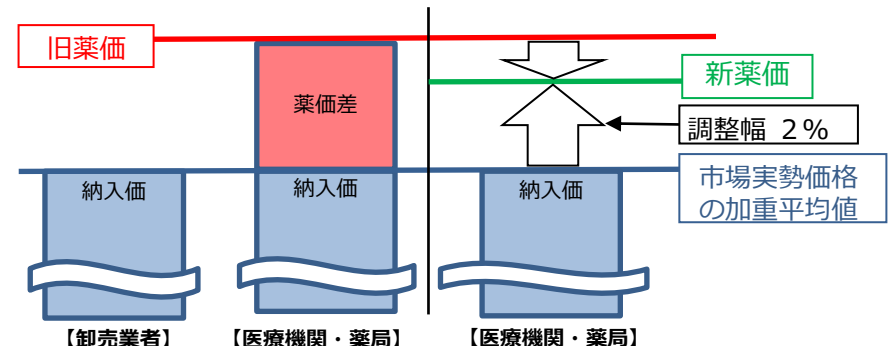 旧薬価
新薬価
薬価差
調整幅 2%
納入価
納入価
納入価
市場実勢価格
の加重平均値
【卸売業者】
【医療機関・薬局】
【医療機関・薬局】